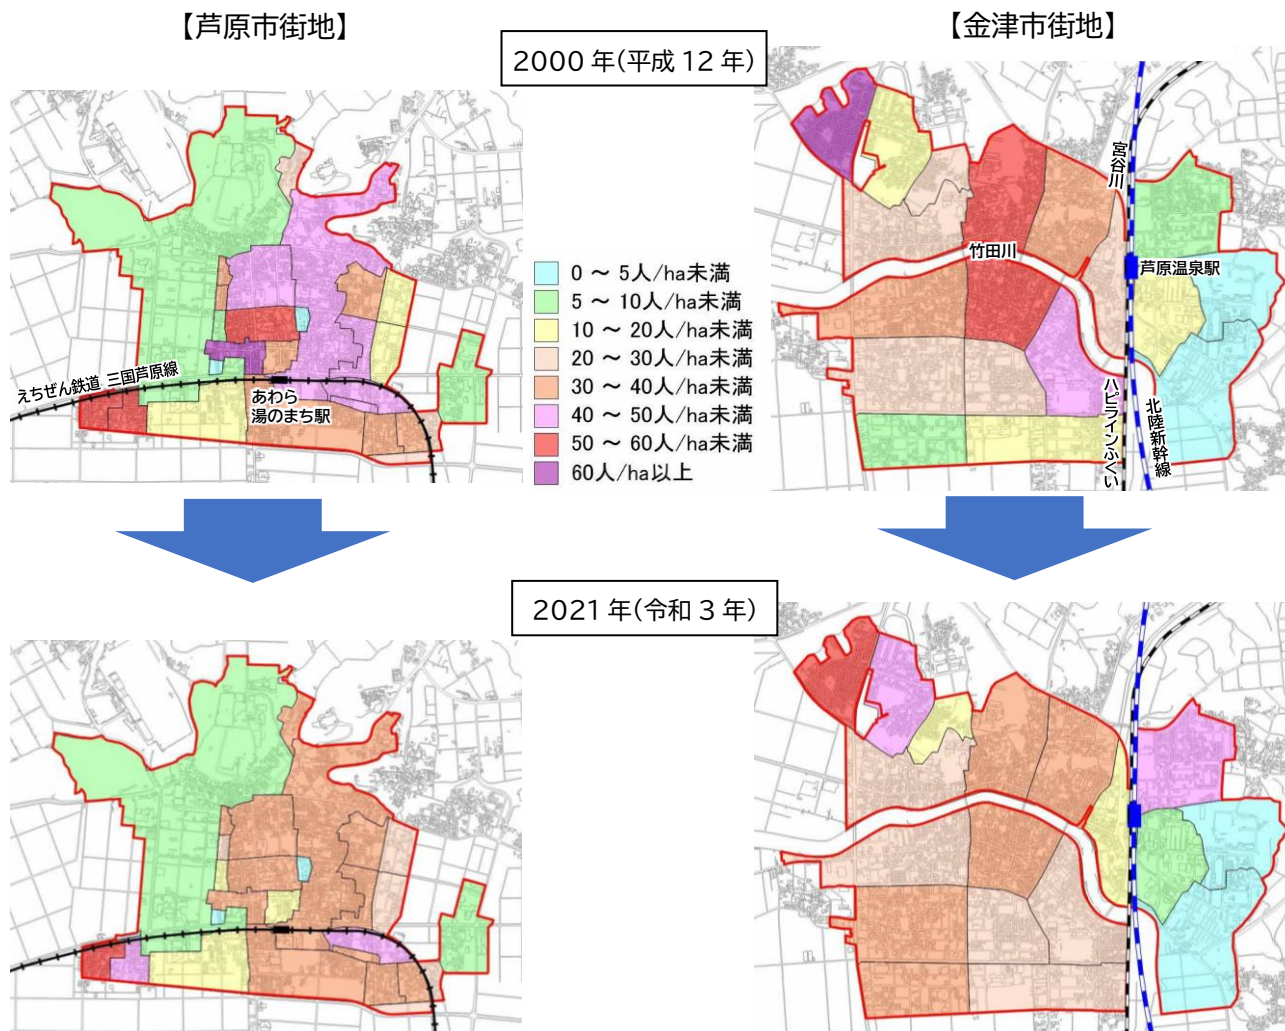 【芦原市街地】
【金津市街地】
2000 年(平成 12 年)
宮谷川
竹田川
芦原温泉駅
0 ～ 5人/ha未満
5 ～ 10人/ha未満
10 ～ 20人/ha未満
20 ～ 30人/ha未満
30 ～ 40人/ha未満
40 ～ 50人/ha未満
50 ～ 60人/ha未満
60人/ha以上
えちぜん鉄道 三国芦原線
あわら
湯のまち駅
ハピラインふくい
北陸新幹線
2021 年(令和 3 年)